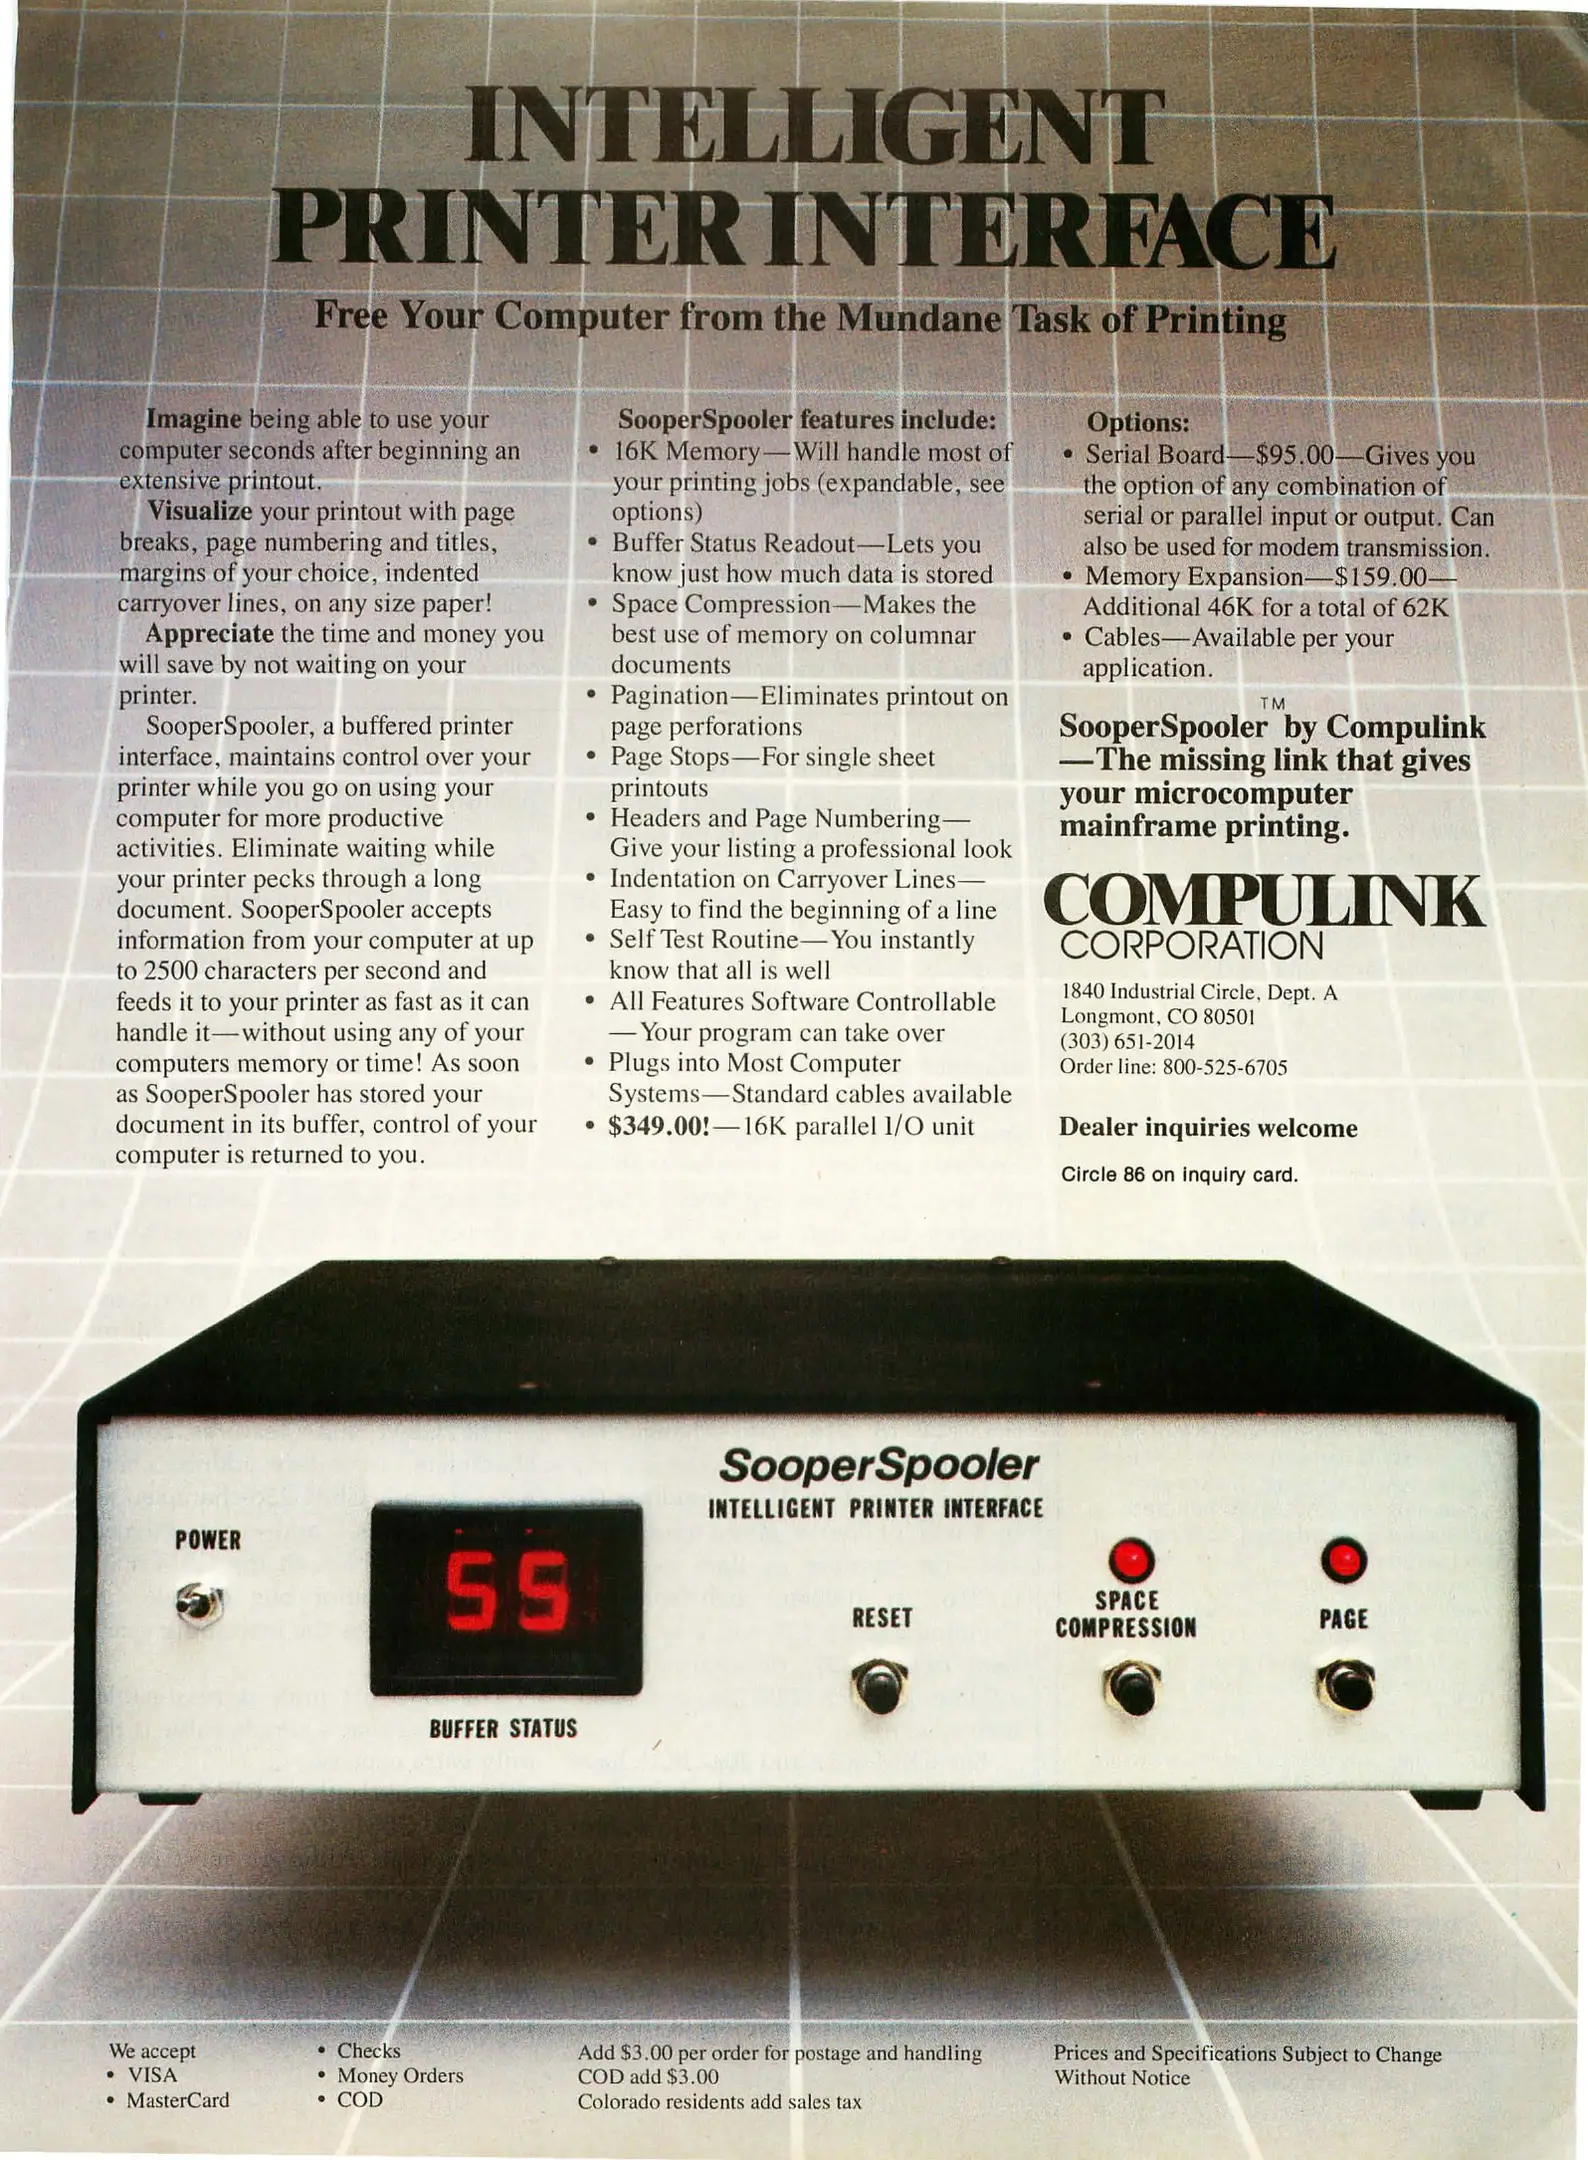 INTELLIGENT
PRINTER INTERFACE
Free Your Computer from the Mundane Task of Printing
Imagine being able to use your
computer seconds after beginning an
extensive printout.
Visualize your printout with page
breaks, page numbering and titles,
margins of your choice, indented
carryover lines, on any size paper!
Appreciate the time and money you
will save by not waiting on your
printer.
SooperSpooler, a buffered printer
interface, maintains control over your
printer while you go on using your
computer for more productive
activities. Eliminate waiting while
your printer pecks through a long
document. SooperSpooler accepts
information from your computer at up
to 2500 characters per second and
feeds it to your printer as fast as it can
handle it—without using any of your
computers memory or time! As soon
as SooperSpooler has stored your
document in its buffer, control of your
computer is returned to you.
SooperSpooler features include:
• 16K Memory—Will handle most of
your printing jobs (expandable, see
options)
• Buffer Status Readout—Lets you
know just how much data is stored
• Space Compression—Makes the
best use of memory on columnar
documents
• Pagination—Eliminates printout on
page perforations
• Page Stops—For single sheet
printouts
• Headers and Page Numbering—
Give your listing a professional look
• Indentation on Carryover Lines—
Easy to find the beginning of a line
• Self Test Routine—You instantly
know that all is well
• All Features Software Controllable
—Your program can take over
• Plugs into Most Computer
Systems—Standard cables available
• $349.00!—16K parallel I/O unit
Options:
• Serial Board—$95.00—Gives you
the option of any combination of
serial or parallel input or output. Can
also be used for modem transmission.
• Memory Expansion—$159.00—
Additional 46K for a total of 62K
• Cables—Available per your
application.
SooperSpooler™ by Compulink
—The missing link that gives
your microcomputer
mainframe printing.
COMPULINK
CORPORATION
1840 Industrial Circle, Dept. A
Longmont, CO 80501
(303) 651-2014
Order line: 800-525-6705
Dealer inquiries welcome
Circle 86 on inquiry card.
SooperSpooler
INTELLIGENT PRINTER INTERFACE
POWER
55
BUFFER STATUS
RESET
SPACE
COMPRESSION
PAGE
We accept
• VISA
• MasterCard
• Checks
• Money Orders
• COD
Add $3.00 per order for postage and handling
COD add $3.00
Colorado residents add sales tax
Prices and Specifications Subject to Change
Without Notice